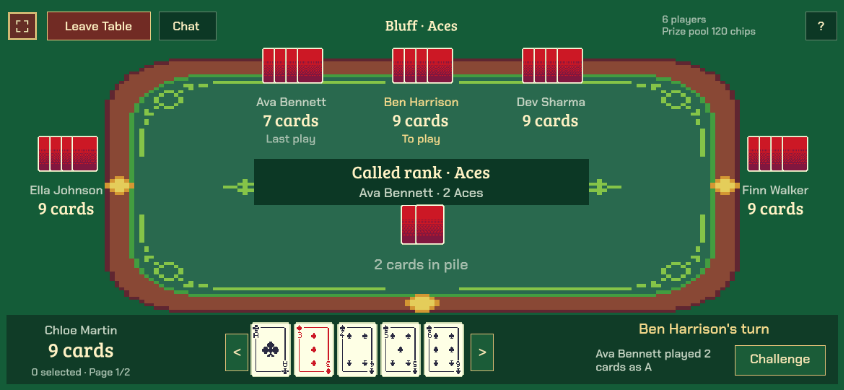 Leave Table
Chat
Bluff · Aces
6 players
Prize pool 120 chips
?
Ava Bennett
7 cards
Last play
Ben Harrison
9 cards
To play
Dev Sharma
9 cards
Ella Johnson
9 cards
Finn Walker
9 cards
Called rank · Aces
Ava Bennett · 2 Aces
2 cards in pile
Chloe Martin
9 cards
0 selected · Page 1/2
<
3
>
Ben Harrison's turn
Ava Bennett played 2
cards as A
Challenge